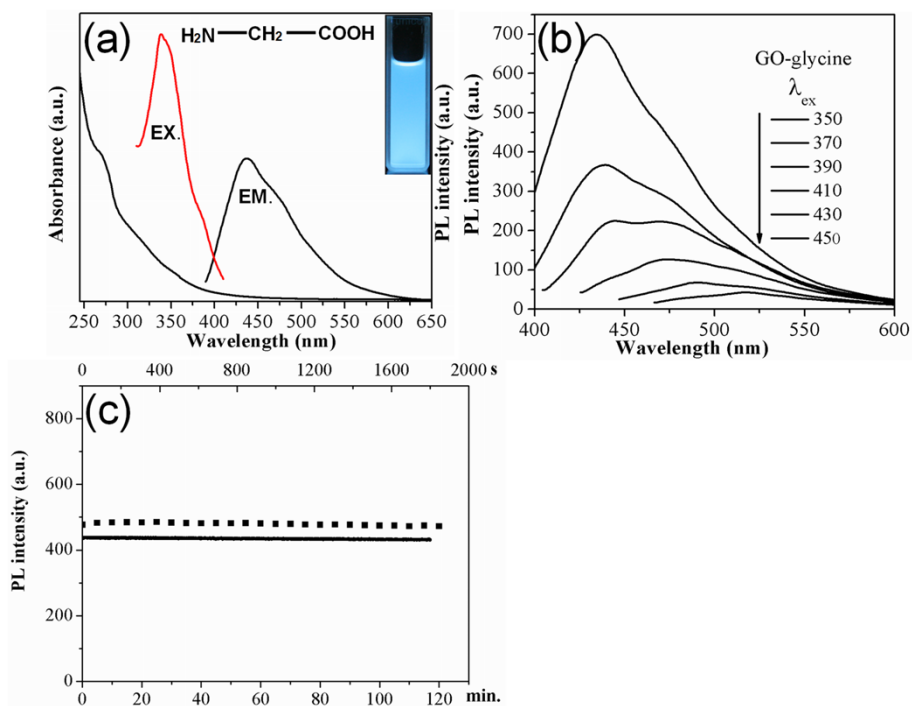 (a)
H₂N—CH₂—COOH
EX.
EM.
Absorbance (a.u.)
PL intensity (a.u.)
245 300 350 400 450 500 550 600 650
Wavelength (nm)
(b)
GO-glycine
λex
350
370
390
410
430
450
PL intensity (a.u.)
700
600
500
400
300
200
100
0
400 450 500 550 600
Wavelength (nm)
0 400 800 1200 1600 2000 s
(c)
PL intensity (a.u.)
800
600
400
200
0
0 20 40 60 80 100 120 min.